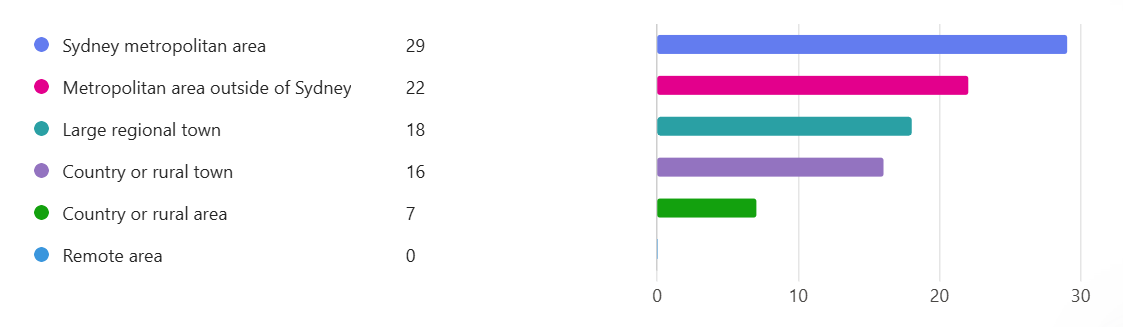 Sydney metropolitan area 29
Metropolitan area outside of Sydney 22
Large regional town 18
Country or rural town 16
Country or rural area 7
Remote area 0
0 10 20 30